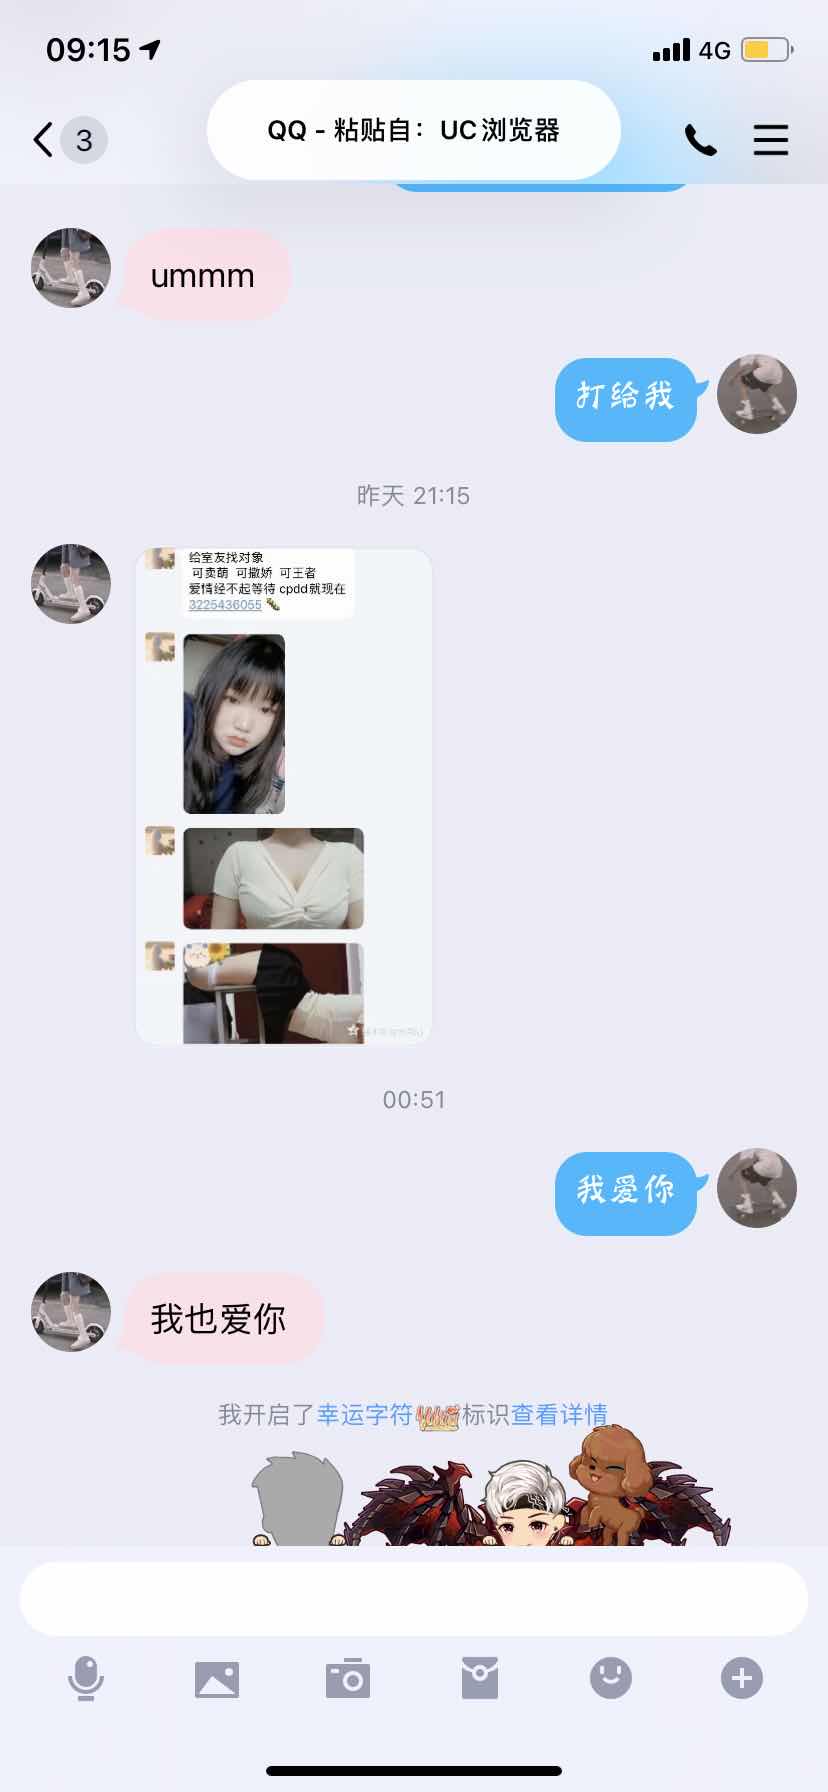 09:15
4G
3
QQ - 粘贴自：UC浏览器
ummm
打给我
昨天 21:15
给室友找对象
可卖萌 可撒娇 可王者
爱情经不起等待 cpdd就现在
3225436055
00:51
我爱你
我也爱你
我开启了幸运字符标识查看详情